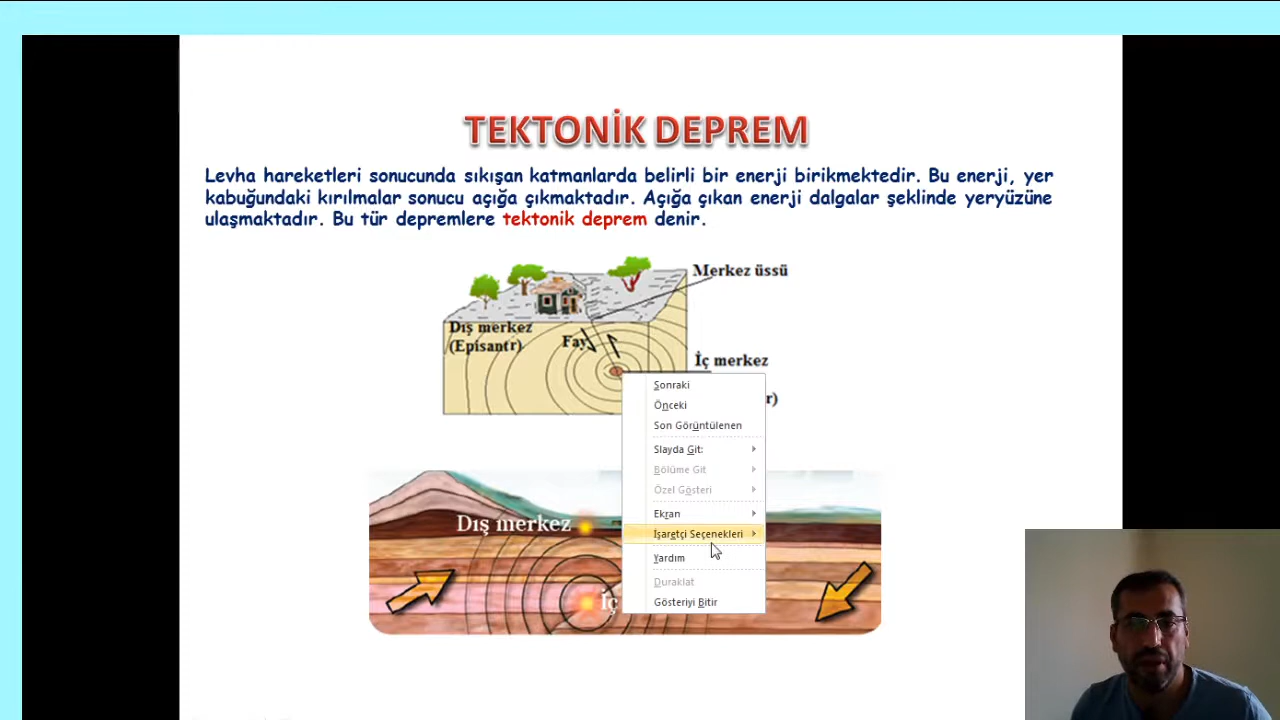 TEKTONİK DEPREM
Levha hareketleri sonucunda sıkışan katmanlarda belirli bir enerji birikmektedir. Bu enerji, yer
kabuğundaki kırılmalar sonucu açığa çıkmaktadır. Açığa çıkan enerji dalgalar şeklinde yeryüzüne
ulaşmaktadır. Bu tür depremlere tektonik deprem denir.
Merkez üssü
Dış merkez
(Episantr)
Fay
İç merkez
r)
Sonraki
Önceki
Son Görüntülenen
Slayda Git:
Bölüme Git
Özel Gösteri
Ekran
İşaretçi Seçenekleri
Yardım
Duraklat
Gösteriyi Bitir
Dış merkez
İç